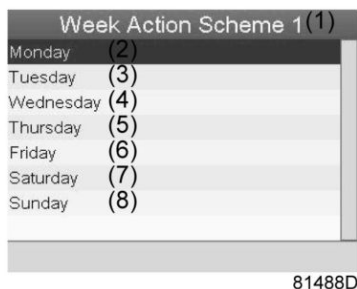 Week Action Scheme 1(1)
Monday (2)
Tuesday (3)
Wednesday (4)
Thursday (5)
Friday (6)
Saturday (7)
Sunday (8)
81488D